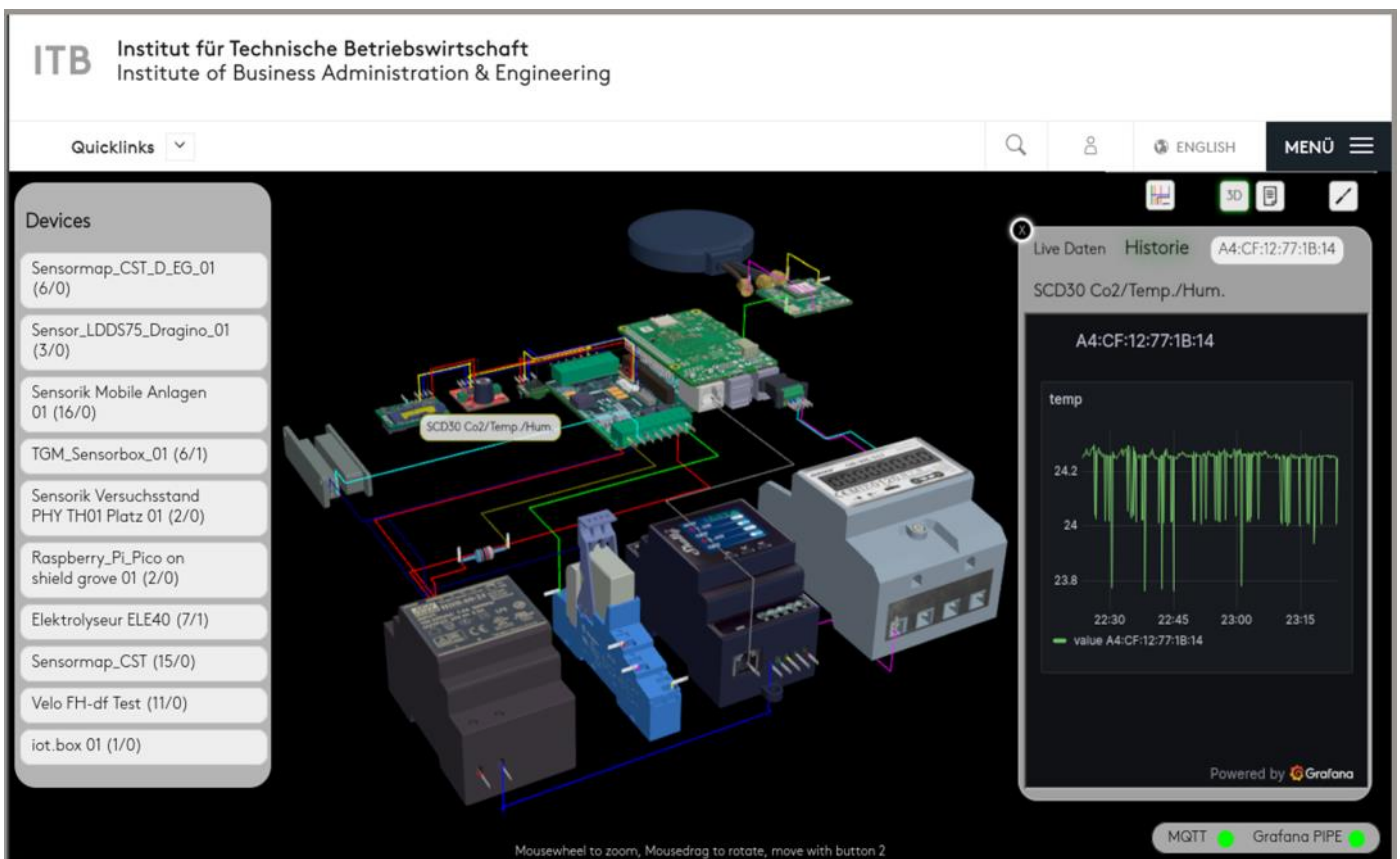 ITB
Institut für Technische Betriebswirtschaft
Institute of Business Administration & Engineering
Quicklinks
ENGLISH
MENÜ
Devices
Sensormap_CST_D_EG_01
(6/0)
Sensor_LDDS75_Dragino_01
(3/0)
Sensorik Mobile Anlagen
01 (16/0)
TGM_Sensorbox_01 (6/1)
Sensorik Versuchsstand
PHY TH01 Platz 01 (2/0)
Raspberry_Pi_Pico on
shield grove 01 (2/0)
Elektrolyseur ELE40 (7/1)
Sensormap_CST (15/0)
Velo FH-df Test (11/0)
iot.box 01 (1/0)
SCD30 Co2/Temp./Hum.
3D
X
Live Daten Historie A4:CF:12:77:1B:14
SCD30 Co2/Temp./Hum.
A4:CF:12:77:1B:14
temp
24.2
24
23.8
22:30 22:45 23:00 23:15
value A4:CF:12:77:1B:14
Powered by Grafana
MQTT Grafana PIPE
Mousewheel to zoom, Mousedrag to rotate, move with button 2